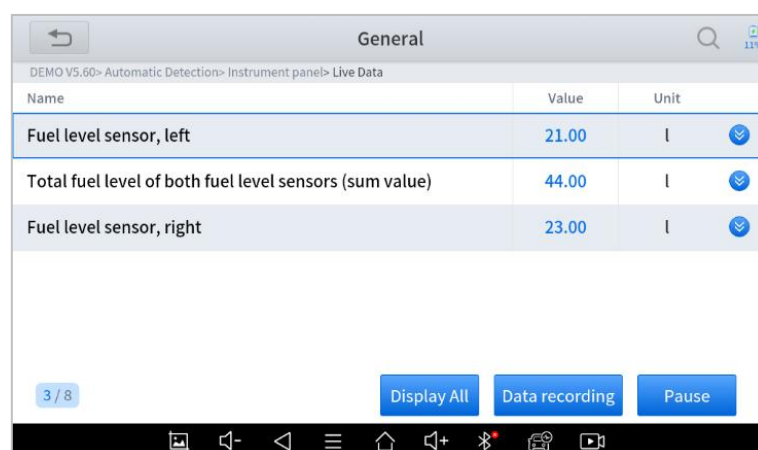 General
11%
DEMO V5.60> Automatic Detection> Instrument panel> Live Data
Name Value Unit
Fuel level sensor, left 21.00 l
Total fuel level of both fuel level sensors (sum value) 44.00 l
Fuel level sensor, right 23.00 l
3 / 8 Display All Data recording Pause